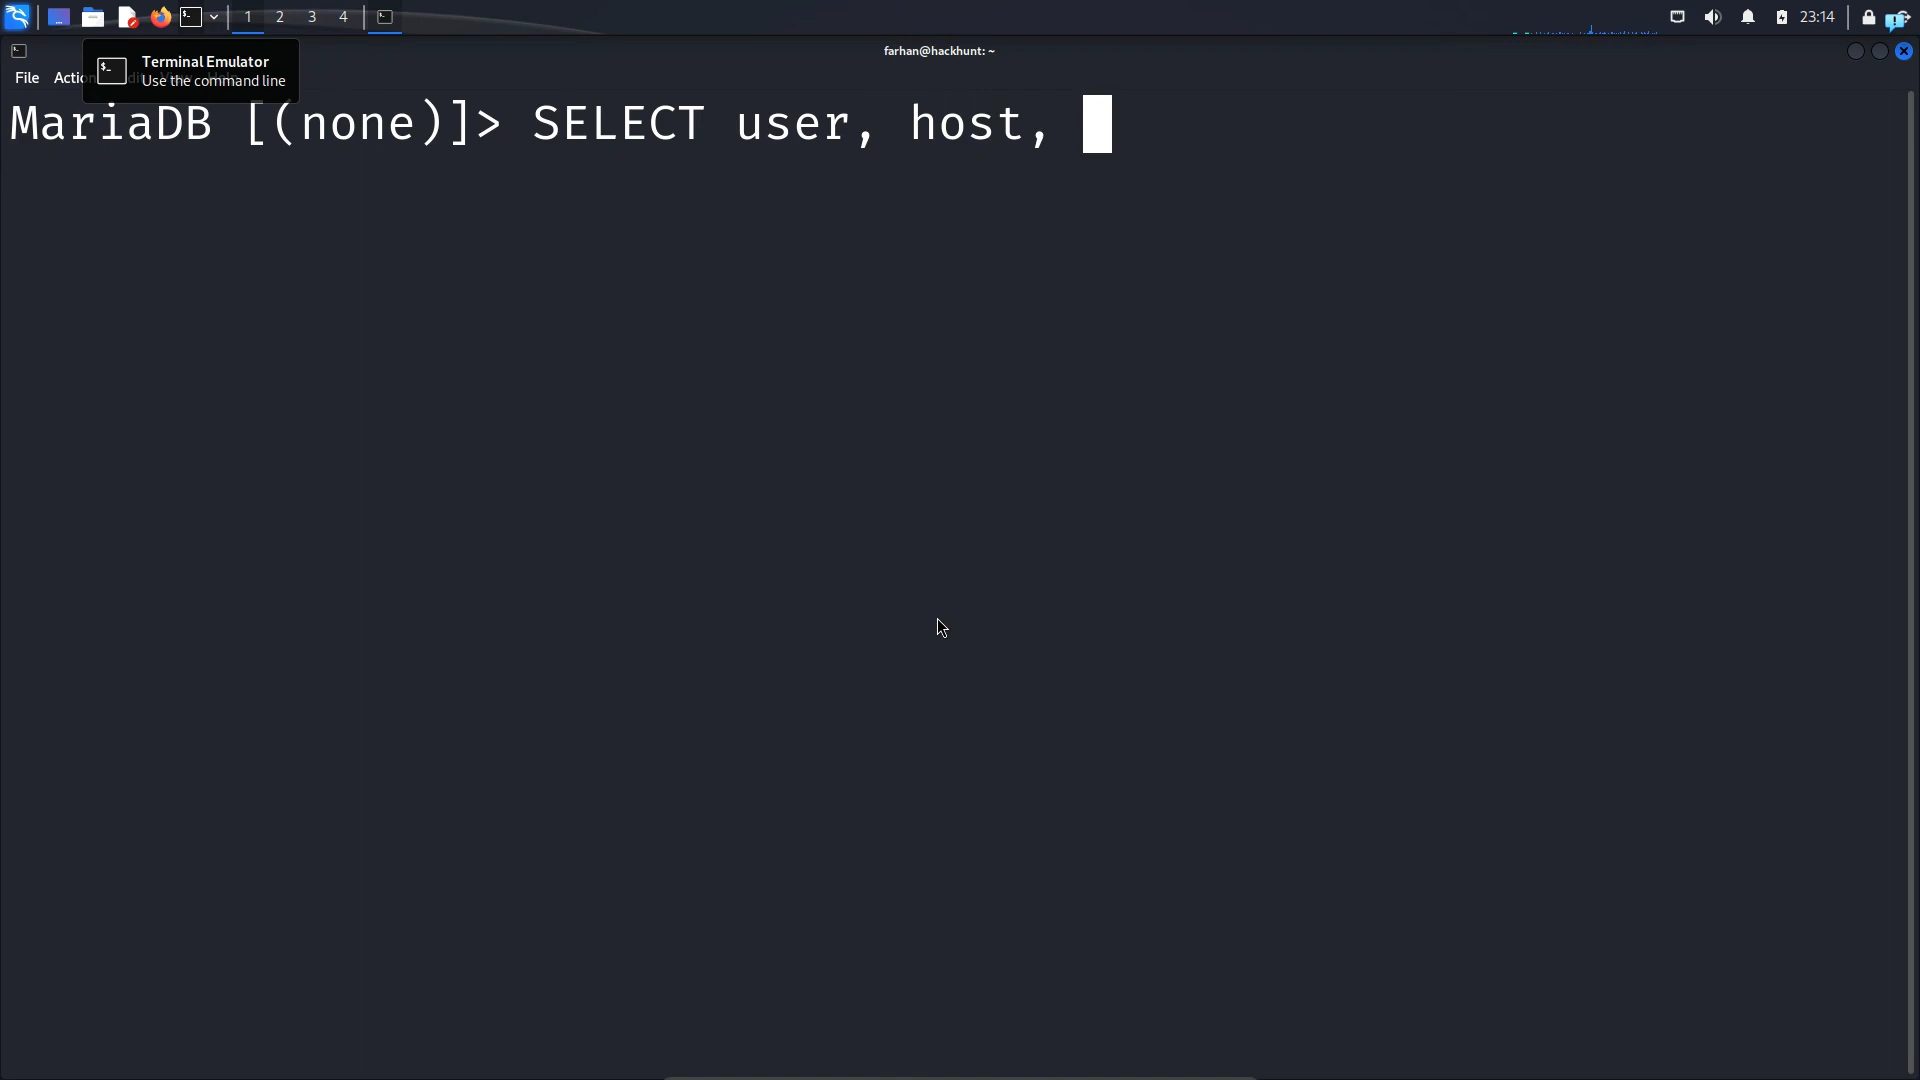 1 2 3 4 23:14
farhan@hackhunt: ~
Terminal Emulator
Use the command line
File Action
MariaDB [(none)]> SELECT user, host,